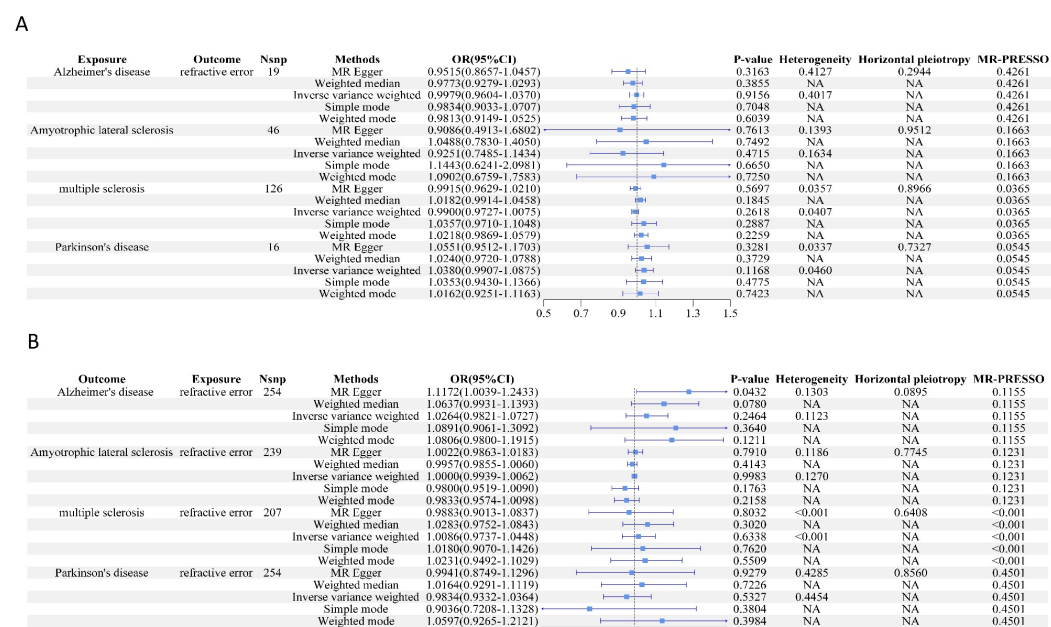 A
Exposure Outcome Nsnp Methods OR(95%CI) P-value Heterogeneity Horizontal pleiotropy MR-PRESSO
Alzheimer's disease refractive error 19 MR Egger 0.9515(0.8657-1.0457) 0.3163 0.4127 0.2944 0.4261
Weighted median 0.9773(0.9279-1.0293) 0.3855 NA NA 0.4261
Inverse variance weighted 0.9979(0.9604-1.0370) 0.9156 0.4017 NA 0.4261
Simple mode 0.9834(0.9033-1.0707) 0.7048 NA NA 0.4261
Weighted mode 0.9813(0.9149-1.0525) 0.6039 NA NA 0.4261
Amyotrophic lateral sclerosis 46 MR Egger 0.9086(0.4913-1.6802) 0.7613 0.1393 0.9512 0.1663
Weighted median 1.0488(0.7830-1.4050) 0.7492 NA NA 0.1663
Inverse variance weighted 0.9251(0.7485-1.1434) 0.4715 0.1634 NA 0.1663
Simple mode 1.1443(0.6241-2.0981) 0.6650 NA NA 0.1663
Weighted mode 1.0902(0.6759-1.7583) 0.7250 NA NA 0.1663
multiple sclerosis 126 MR Egger 0.9915(0.9629-1.0210) 0.5697 0.0357 0.8966 0.0365
Weighted median 1.0182(0.9914-1.0458) 0.1845 NA NA 0.0365
Inverse variance weighted 0.9900(0.9727-1.0075) 0.2618 0.0407 NA 0.0365
Simple mode 1.0357(0.9710-1.1048) 0.2887 NA NA 0.0365
Weighted mode 1.0218(0.9869-1.0579) 0.2259 NA NA 0.0365
Parkinson's disease 16 MR Egger 1.0551(0.9512-1.1703) 0.3281 0.0337 0.7327 0.0545
Weighted median 1.0240(0.9720-1.0788) 0.3729 NA NA 0.0545
Inverse variance weighted 1.0380(0.9907-1.0875) 0.1168 0.0460 NA 0.0545
Simple mode 1.0353(0.9430-1.1366) 0.4775 NA NA 0.0545
Weighted mode 1.0162(0.9251-1.1163) 0.7423 NA NA 0.0545
0.5 0.7 0.9 1.1 1.3 1.5
B
Outcome Exposure Nsnp Methods OR(95%CI) P-value Heterogeneity Horizontal pleiotropy MR-PRESSO
Alzheimer's disease refractive error 254 MR Egger 1.1172(1.0039-1.2433) 0.0432 0.1303 0.0895 0.1155
Weighted median 1.0637(0.9931-1.1393) 0.0780 NA NA 0.1155
Inverse variance weighted 1.0264(0.9821-1.0727) 0.2464 0.1123 NA 0.1155
Simple mode 1.0891(0.9061-1.3092) 0.3640 NA NA 0.1155
Weighted mode 1.0806(0.9800-1.1915) 0.1211 NA NA 0.1155
Amyotrophic lateral sclerosis refractive error 239 MR Egger 1.0022(0.9863-1.0183) 0.7910 0.1186 0.7745 0.1231
Weighted median 0.9957(0.9855-1.0060) 0.4143 NA NA 0.1231
Inverse variance weighted 1.0000(0.9939-1.0062) 0.9983 0.1270 NA 0.1231
Simple mode 0.9800(0.9519-1.0090) 0.1763 NA NA 0.1231
Weighted mode 0.9833(0.9574-1.0098) 0.2158 NA NA 0.1231
multiple sclerosis refractive error 207 MR Egger 0.9883(0.9013-1.0837) 0.8032 <0.001 0.6408 <0.001
Weighted median 1.0283(0.9752-1.0843) 0.3020 NA NA <0.001
Inverse variance weighted 1.0086(0.9737-1.0448) 0.6338 <0.001 NA <0.001
Simple mode 1.0180(0.9070-1.1426) 0.7620 NA NA <0.001
Weighted mode 1.0231(0.9492-1.1029) 0.5509 NA NA <0.001
Parkinson's disease refractive error 254 MR Egger 0.9941(0.8749-1.1296) 0.9279 0.4285 0.8560 0.4501
Weighted median 1.0164(0.9291-1.1119) 0.7226 NA NA 0.4501
Inverse variance weighted 0.9834(0.9332-1.0364) 0.5327 0.4454 NA 0.4501
Simple mode 0.9036(0.7208-1.1328) 0.3804 NA NA 0.4501
Weighted mode 1.0597(0.9265-1.2121) 0.3984 NA NA 0.4501